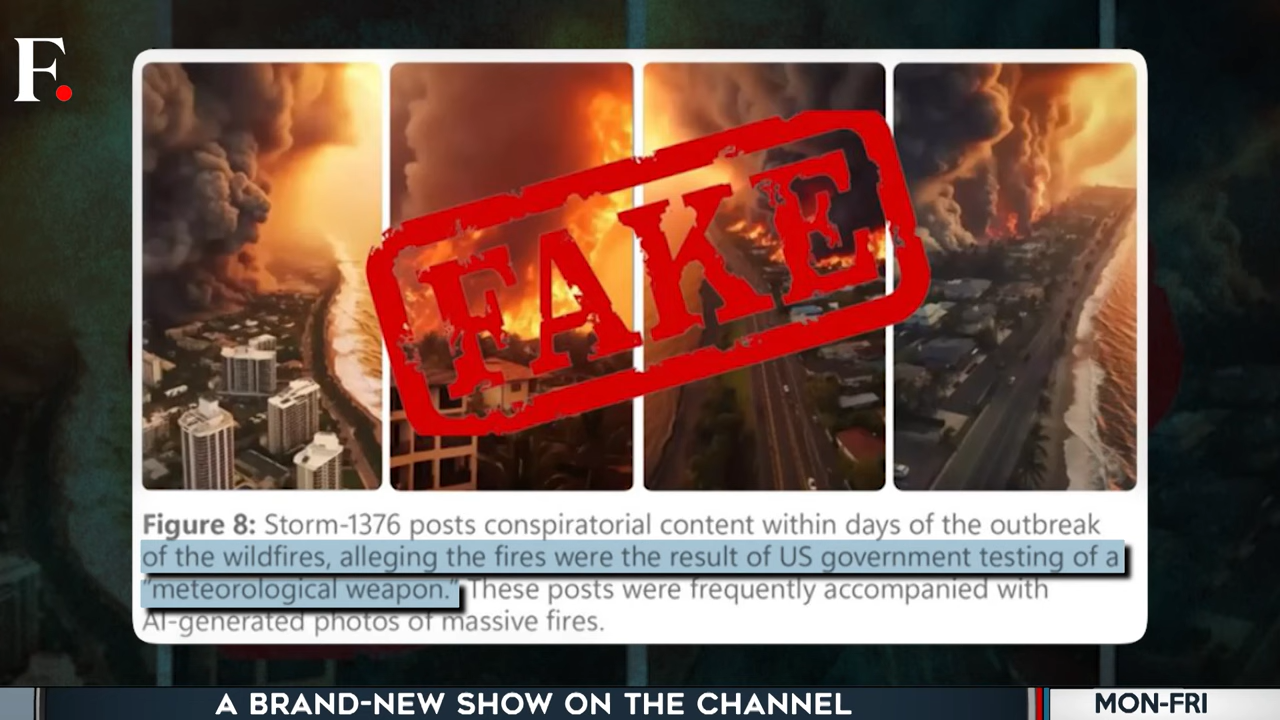 F.
FAKE
Figure 8: Storm-1376 posts conspiratorial content within days of the outbreak
of the wildfires, alleging the fires were the result of US government testing of a
"meteorological weapon." These posts were frequently accompanied with
AI-generated photos of massive fires.
A BRAND-NEW SHOW ON THE CHANNEL
MON-FRI